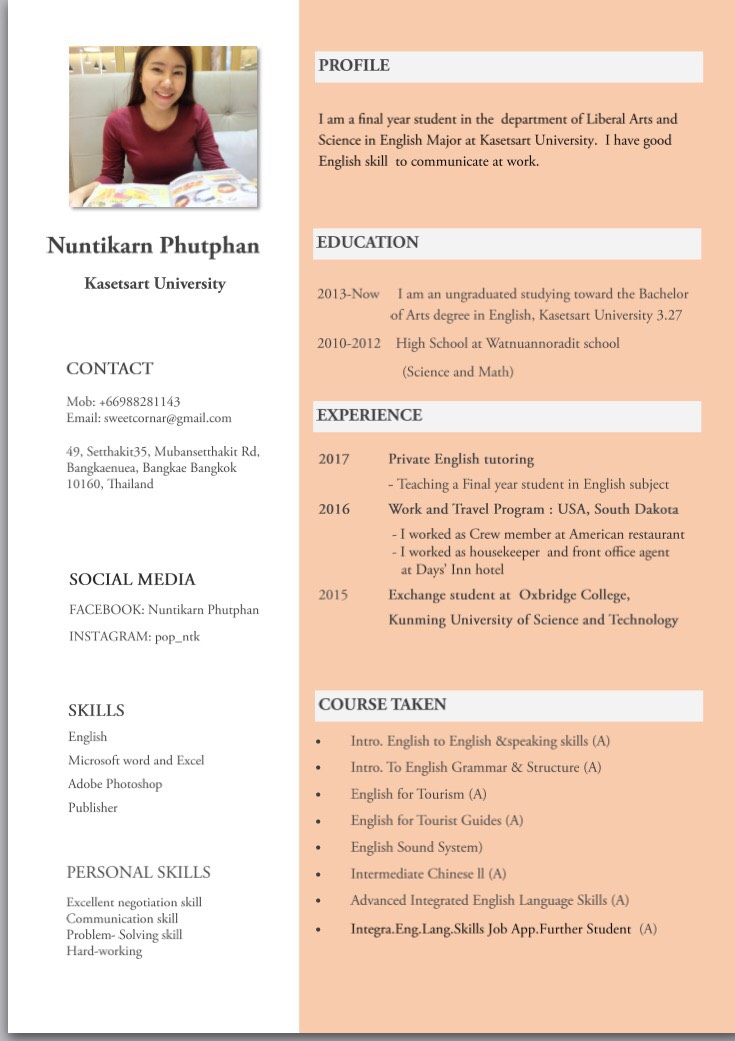 Nuntikarn Phutphan
Kasetsart University
CONTACT
Mob: +66988281143
Email: sweetcornar@gmail.com
49, Setthakit35, Mubansetthakit Rd,
Bangkaenuea, Bangkae Bangkok
10160, Thailand
SOCIAL MEDIA
FACEBOOK: Nuntikarn Phutphan
INSTAGRAM: pop_ntk
SKILLS
English
Microsoft word and Excel
Adobe Photoshop
Publisher
PERSONAL SKILLS
Excellent negotiation skill
Communication skill
Problem- Solving skill
Hard-working
PROFILE
I am a final year student in the department of Liberal Arts and
Science in English Major at Kasetsart University. I have good
English skill to communicate at work.
EDUCATION
2013-Now I am an ungraduated studying toward the Bachelor
of Arts degree in English, Kasetsart University 3.27
2010-2012 High School at Watnuannoradit school
(Science and Math)
EXPERIENCE
2017 Private English tutoring
- Teaching a Final year student in English subject
2016 Work and Travel Program : USA, South Dakota
- I worked as Crew member at American restaurant
- I worked as housekeeper and front office agent
at Days' Inn hotel
2015 Exchange student at Oxbridge College,
Kunming University of Science and Technology
COURSE TAKEN
• Intro. English to English &speaking skills (A)
• Intro. To English Grammar & Structure (A)
• English for Tourism (A)
• English for Tourist Guides (A)
• English Sound System)
• Intermediate Chinese ll (A)
• Advanced Integrated English Language Skills (A)
• Integra.Eng.Lang.Skills Job App.Further Student (A)